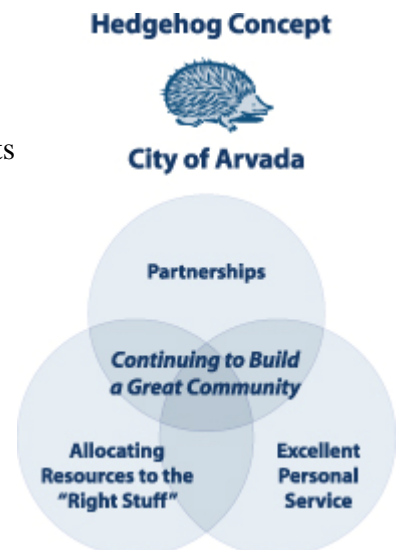 Hedgehog Concept
ts
City of Arvada
Partnerships
Continuing to Build
a Great Community
Allocating
Resources to the
“Right Stuff”
Excellent
Personal
Service